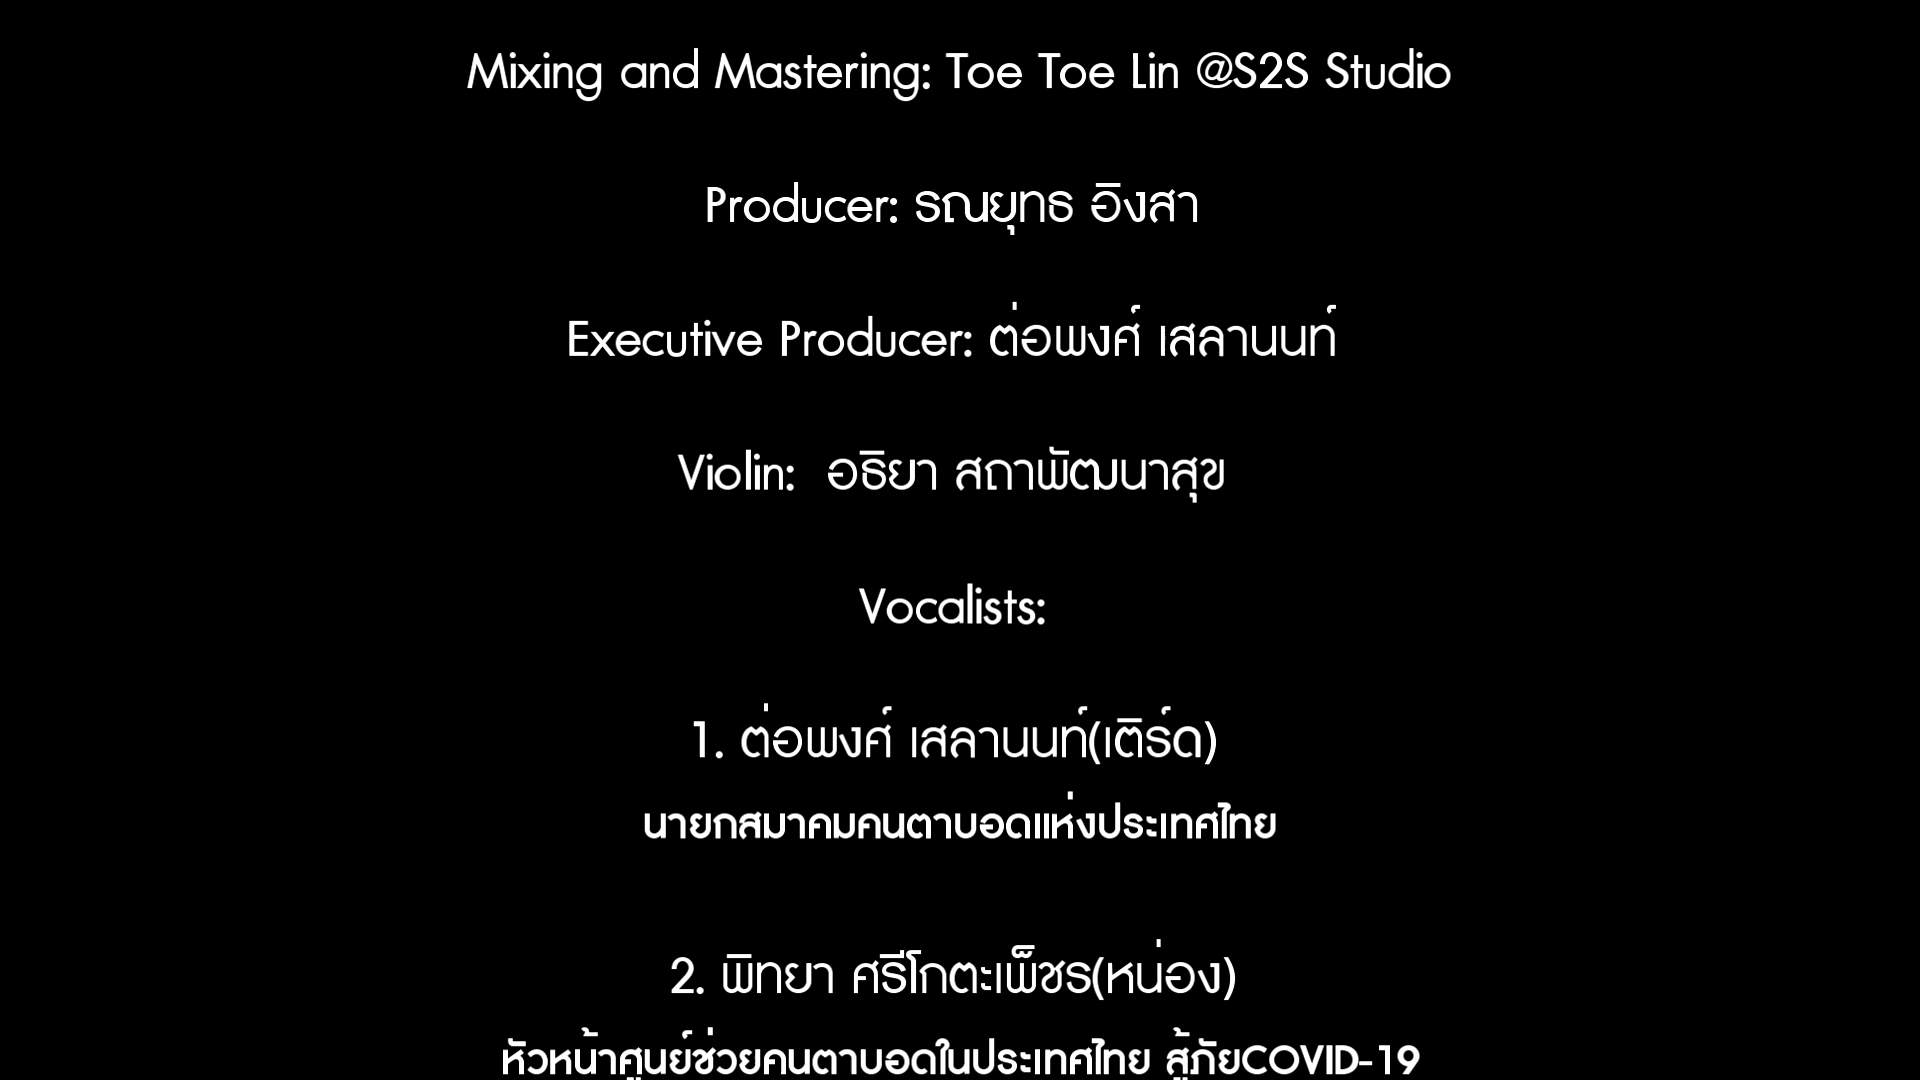 Mixing and Mastering: Toe Toe Lin @S2S Studio
Producer: รณยุทธ อิงสา
Executive Producer: ต่อพงศ์ เสลานนท์
Violin: อธิยา สถาพัฒนาสุข
Vocalists:
1. ต่อพงศ์ เสลานนท์(เติร์ด)
นายกสมาคมคนตาบอดแห่งประเทศไทย
2. พิทยา ศรีโกตะเพ็ชร(หน่อง)
หัวหน้าศูนย์ช่วยคนตาบอดในประเทศไทย สู้ภัยCOVID-19